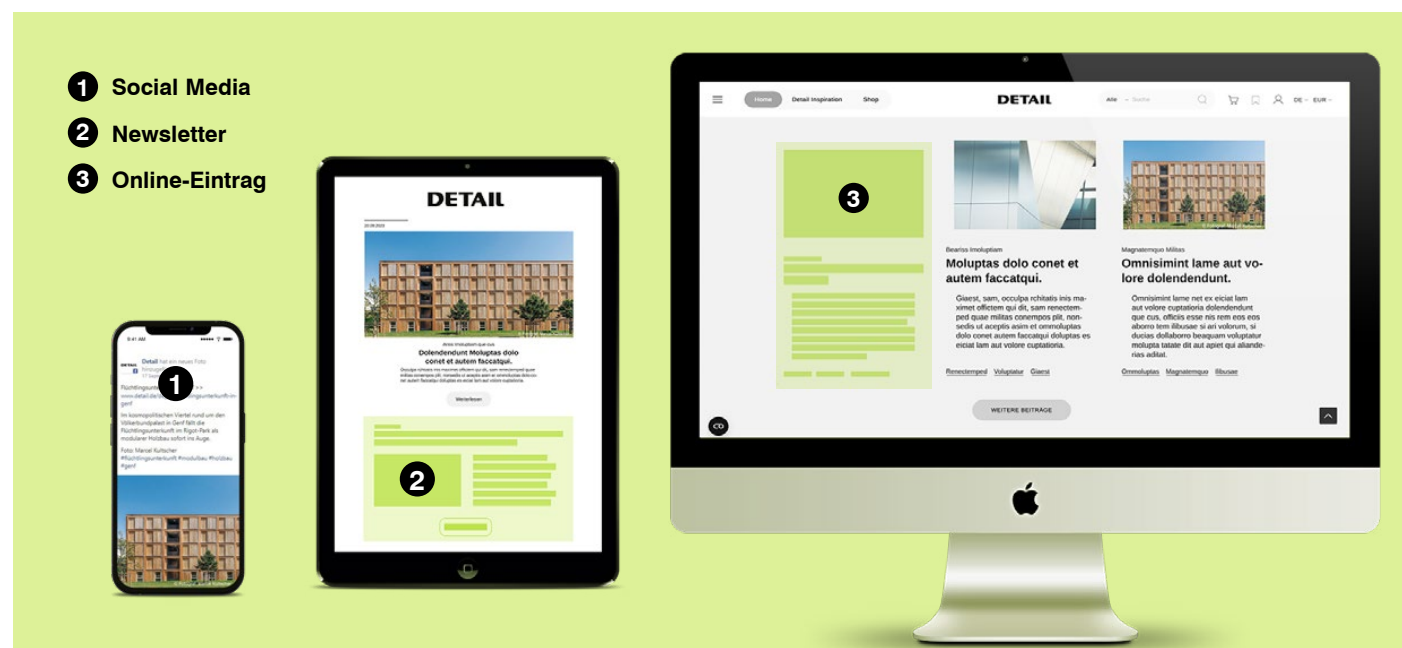 1 Social Media
2 Newsletter
3 Online-Eintrag
9:41 AM
DETAIL
Detail hat ein neues Foto
1
www.detail.de
genf
Im kosmopolitischen Viertel rund um den
Völkerbundpalast in Genf fällt die
Flüchtlingsunterkunft im Rigot-Park als
modularer Holzbau sofort ins Auge.
Foto: Marcel Kultscher
#flüchtlingsunterkunft #modulbau #holzbau
#genf
DETAIL
Dolendendunt Moluptas dolo
conet et autem faccatqui.
Weiterlesen
2
Home
Detail Inspiration
Shop
DETAIL
Alle
Suche
DE
EUR
3
Beariss Imoluptiam
Moluptas dolo conet et
autem faccatqui.
Giaest, sam, occulpa rchitatis inis ma-
ximet offictem qui dit, sam renectem-
ped quae militas conempos plit, non-
sedis ut aceptis asim et ommoluptas
dolo conet autem faccatqui doluptas es
eiciat lam aut volore cuptatioria.
Renectemped Voluptatur Giaest
Magnatemquo Militas
Omnisimint lame aut vo-
lore dolendendunt.
Omnisimint lame net ex eiciat lam
aut volore cuptatioria dolendendunt
que cus, officiis esse nis rem eos eos
aborro tem ilibusae si ari volorum, si
ducias dollaborro beaquam voluptatur
molupta tatate dit aut apiet qui aliande-
rias aditat.
Ommoluptas Magnatemquo Ilibusae
WEITERE BEITRÄGE